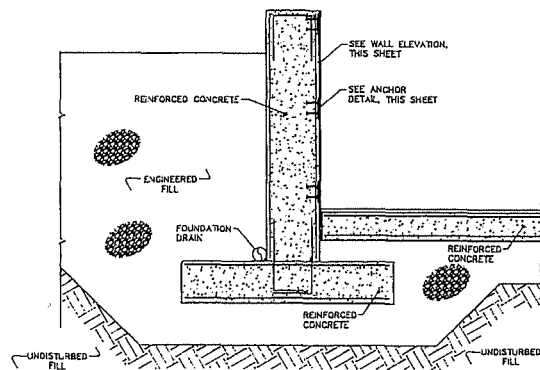 SEE WALL ELEVATION,
THIS SHEET
REINFORCED CONCRETE
SEE ANCHOR
DETAIL, THIS SHEET
ENGINEERED
FILL
FOUNDATION
DRAIN
REINFORCED
CONCRETE
REINFORCED
CONCRETE
UNDISTURBED
FILL
UNDISTURBED
FILL